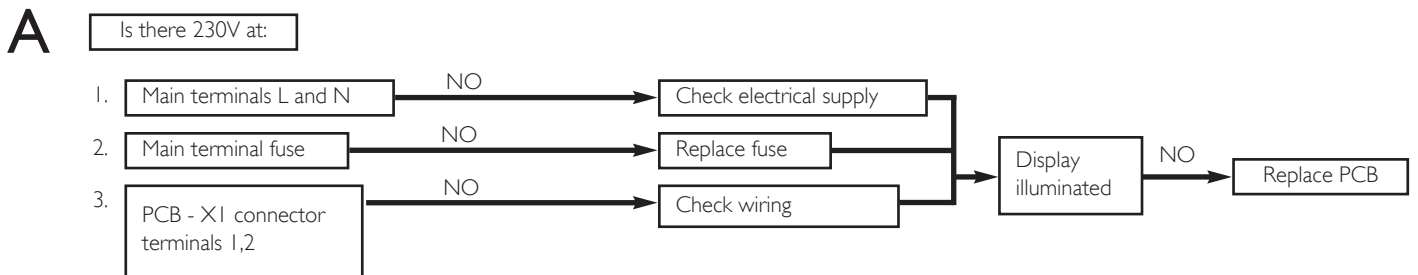 A
Is there 230V at:
1. Main terminals L and N
NO
Check electrical supply
2. Main terminal fuse
NO
Replace fuse
3. PCB - X1 connector
terminals 1,2
NO
Check wiring
Display
illuminated
NO
Replace PCB